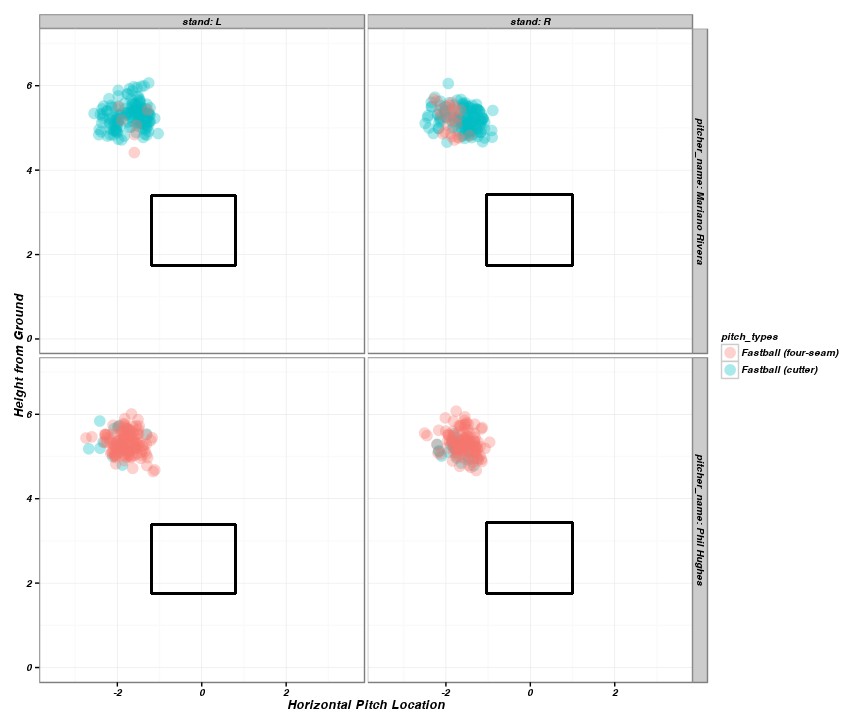 stand: L
stand: R
6
4
2
0
pitcher_name: Mariano Rivera
6
4
2
0
pitcher_name: Phil Hughes
-2
0
2
-2
0
2
Horizontal Pitch Location
Height from Ground
pitch_types
Fastball (four-seam)
Fastball (cutter)